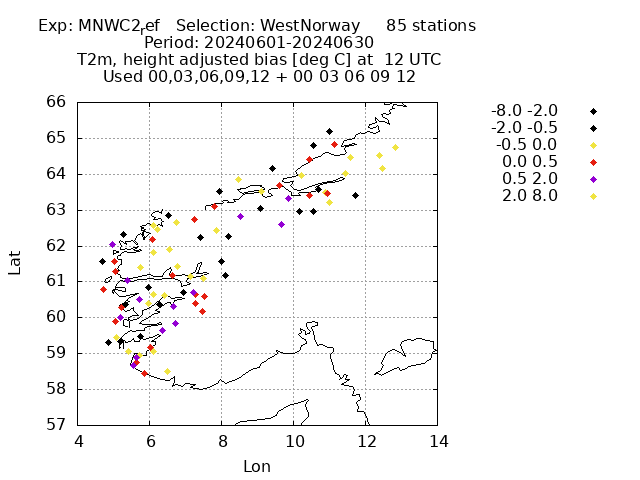 Exp: MNWC2ref Selection: WestNorway 85 stations
Period: 20240601-20240630
T2m, height adjusted bias [deg C] at 12 UTC
Used 00,03,06,09,12 + 00 03 06 09 12
66
65
64
63
62
61
60
59
58
57
Lat
4 6 8 10 12 14
Lon
-8.0 -2.0
-2.0 -0.5
-0.5 0.0
0.0 0.5
0.5 2.0
2.0 8.0